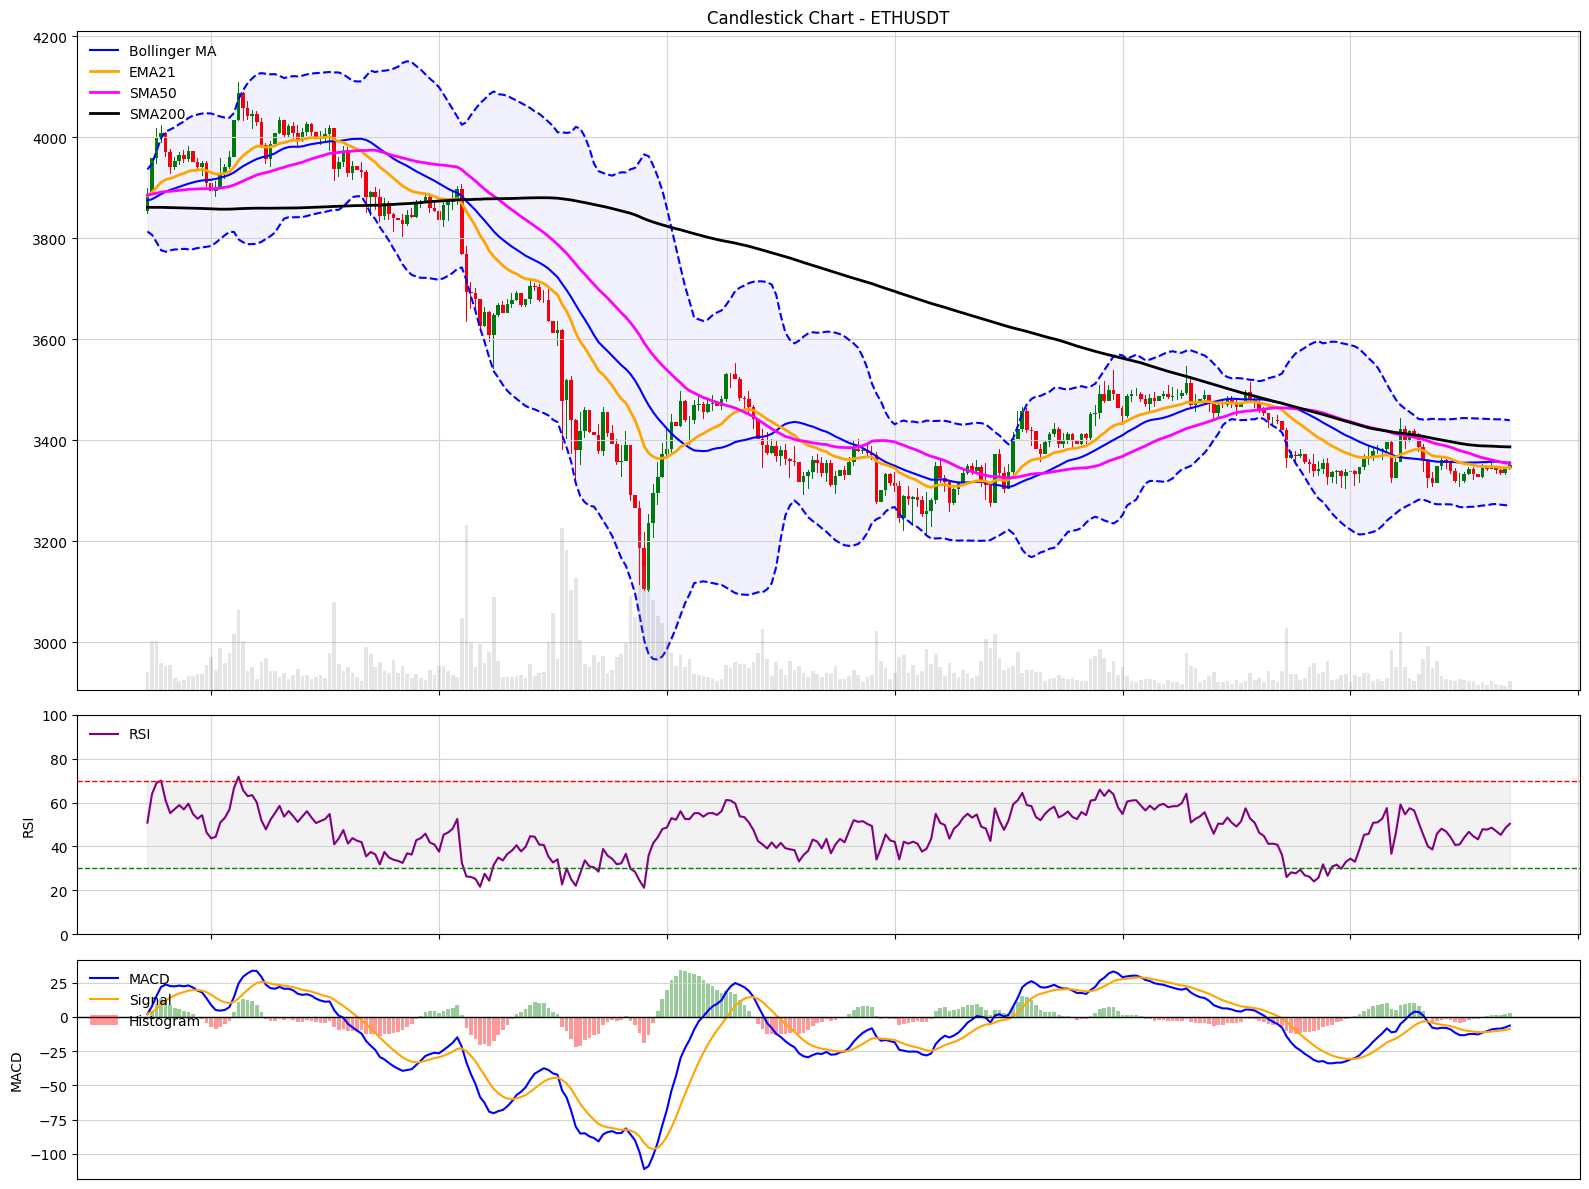 Candlestick Chart - ETHUSDT
Bollinger MA
EMA21
SMA50
SMA200
4200
4000
3800
3600
3400
3200
3000
RSI
RSI
100
80
60
40
20
0
MACD
Signal
Histogram
MACD
25
0
−25
−50
−75
−100